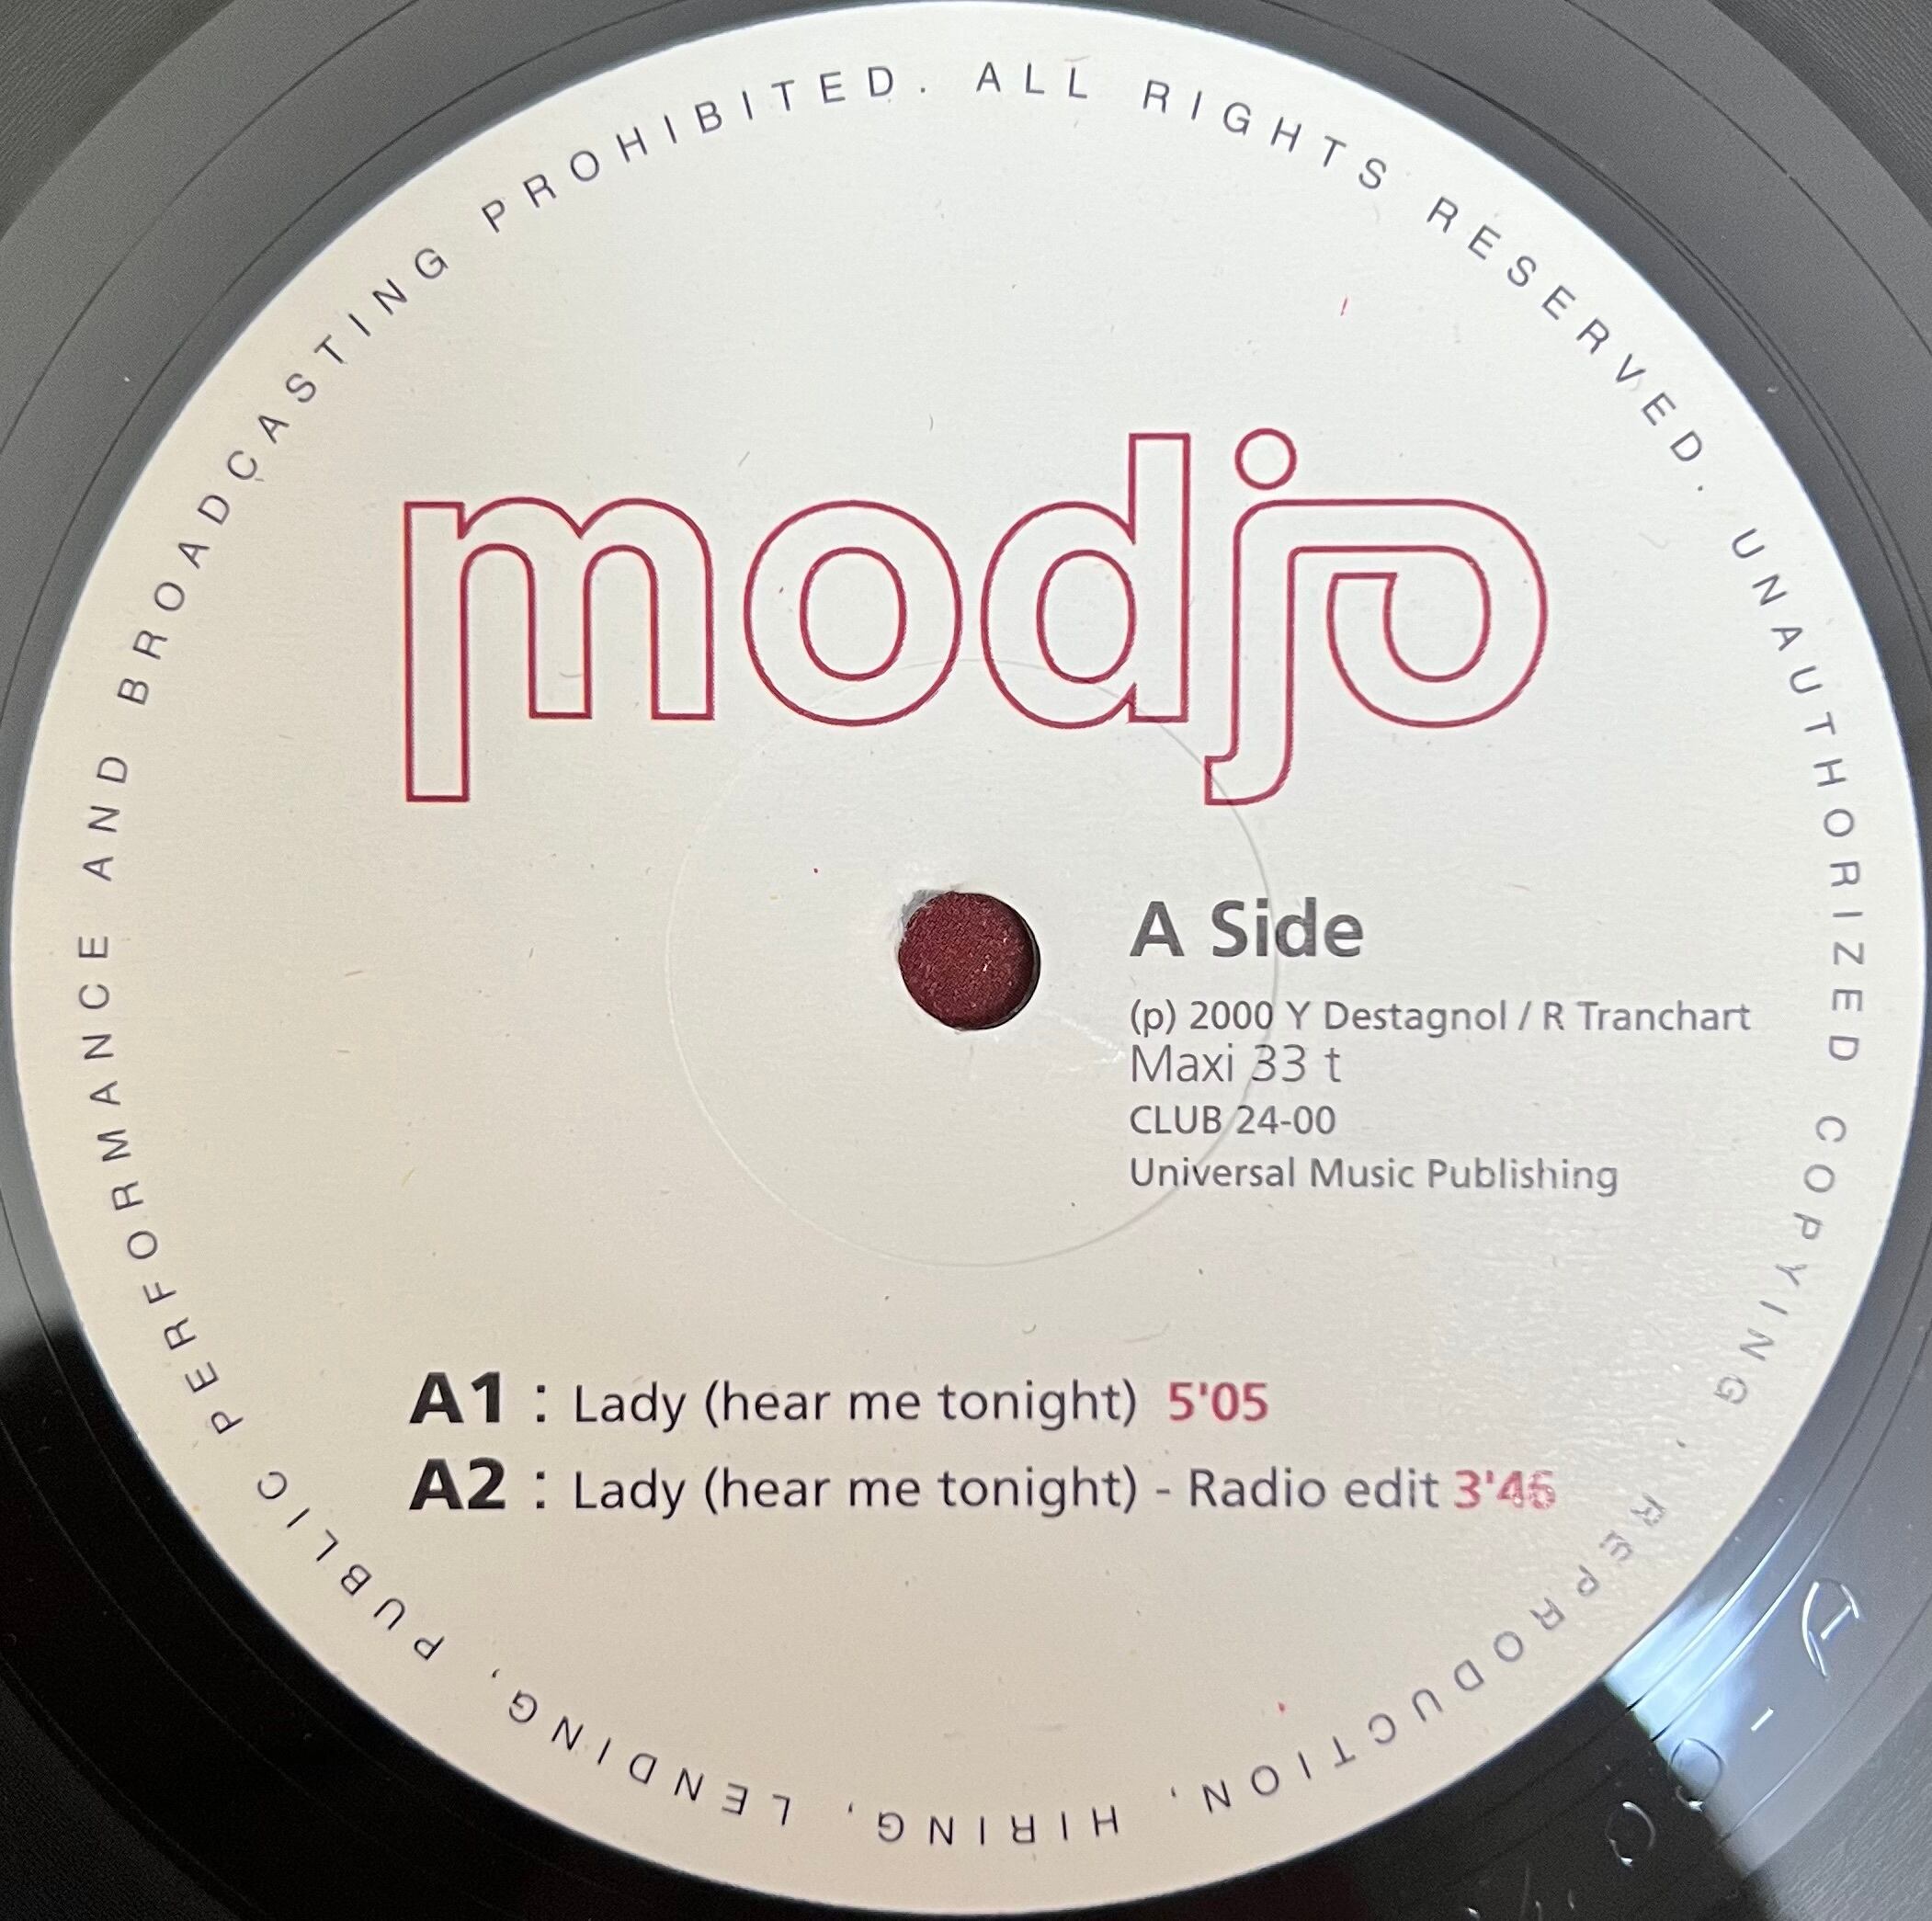 ALL RIGHTS RESERVED. UNAUTHORIZED COPYING, REPRODUCTION, HIRING, LENDING, PUBLIC PERFORMANCE AND BROADCASTING PROHIBITED.
modjo
A Side
(p) 2000 Y Destagnol / R Tranchart
Maxi 33 t
CLUB 24-00
Universal Music Publishing
A1 : Lady (hear me tonight) 5'05
A2 : Lady (hear me tonight) - Radio edit 3'46